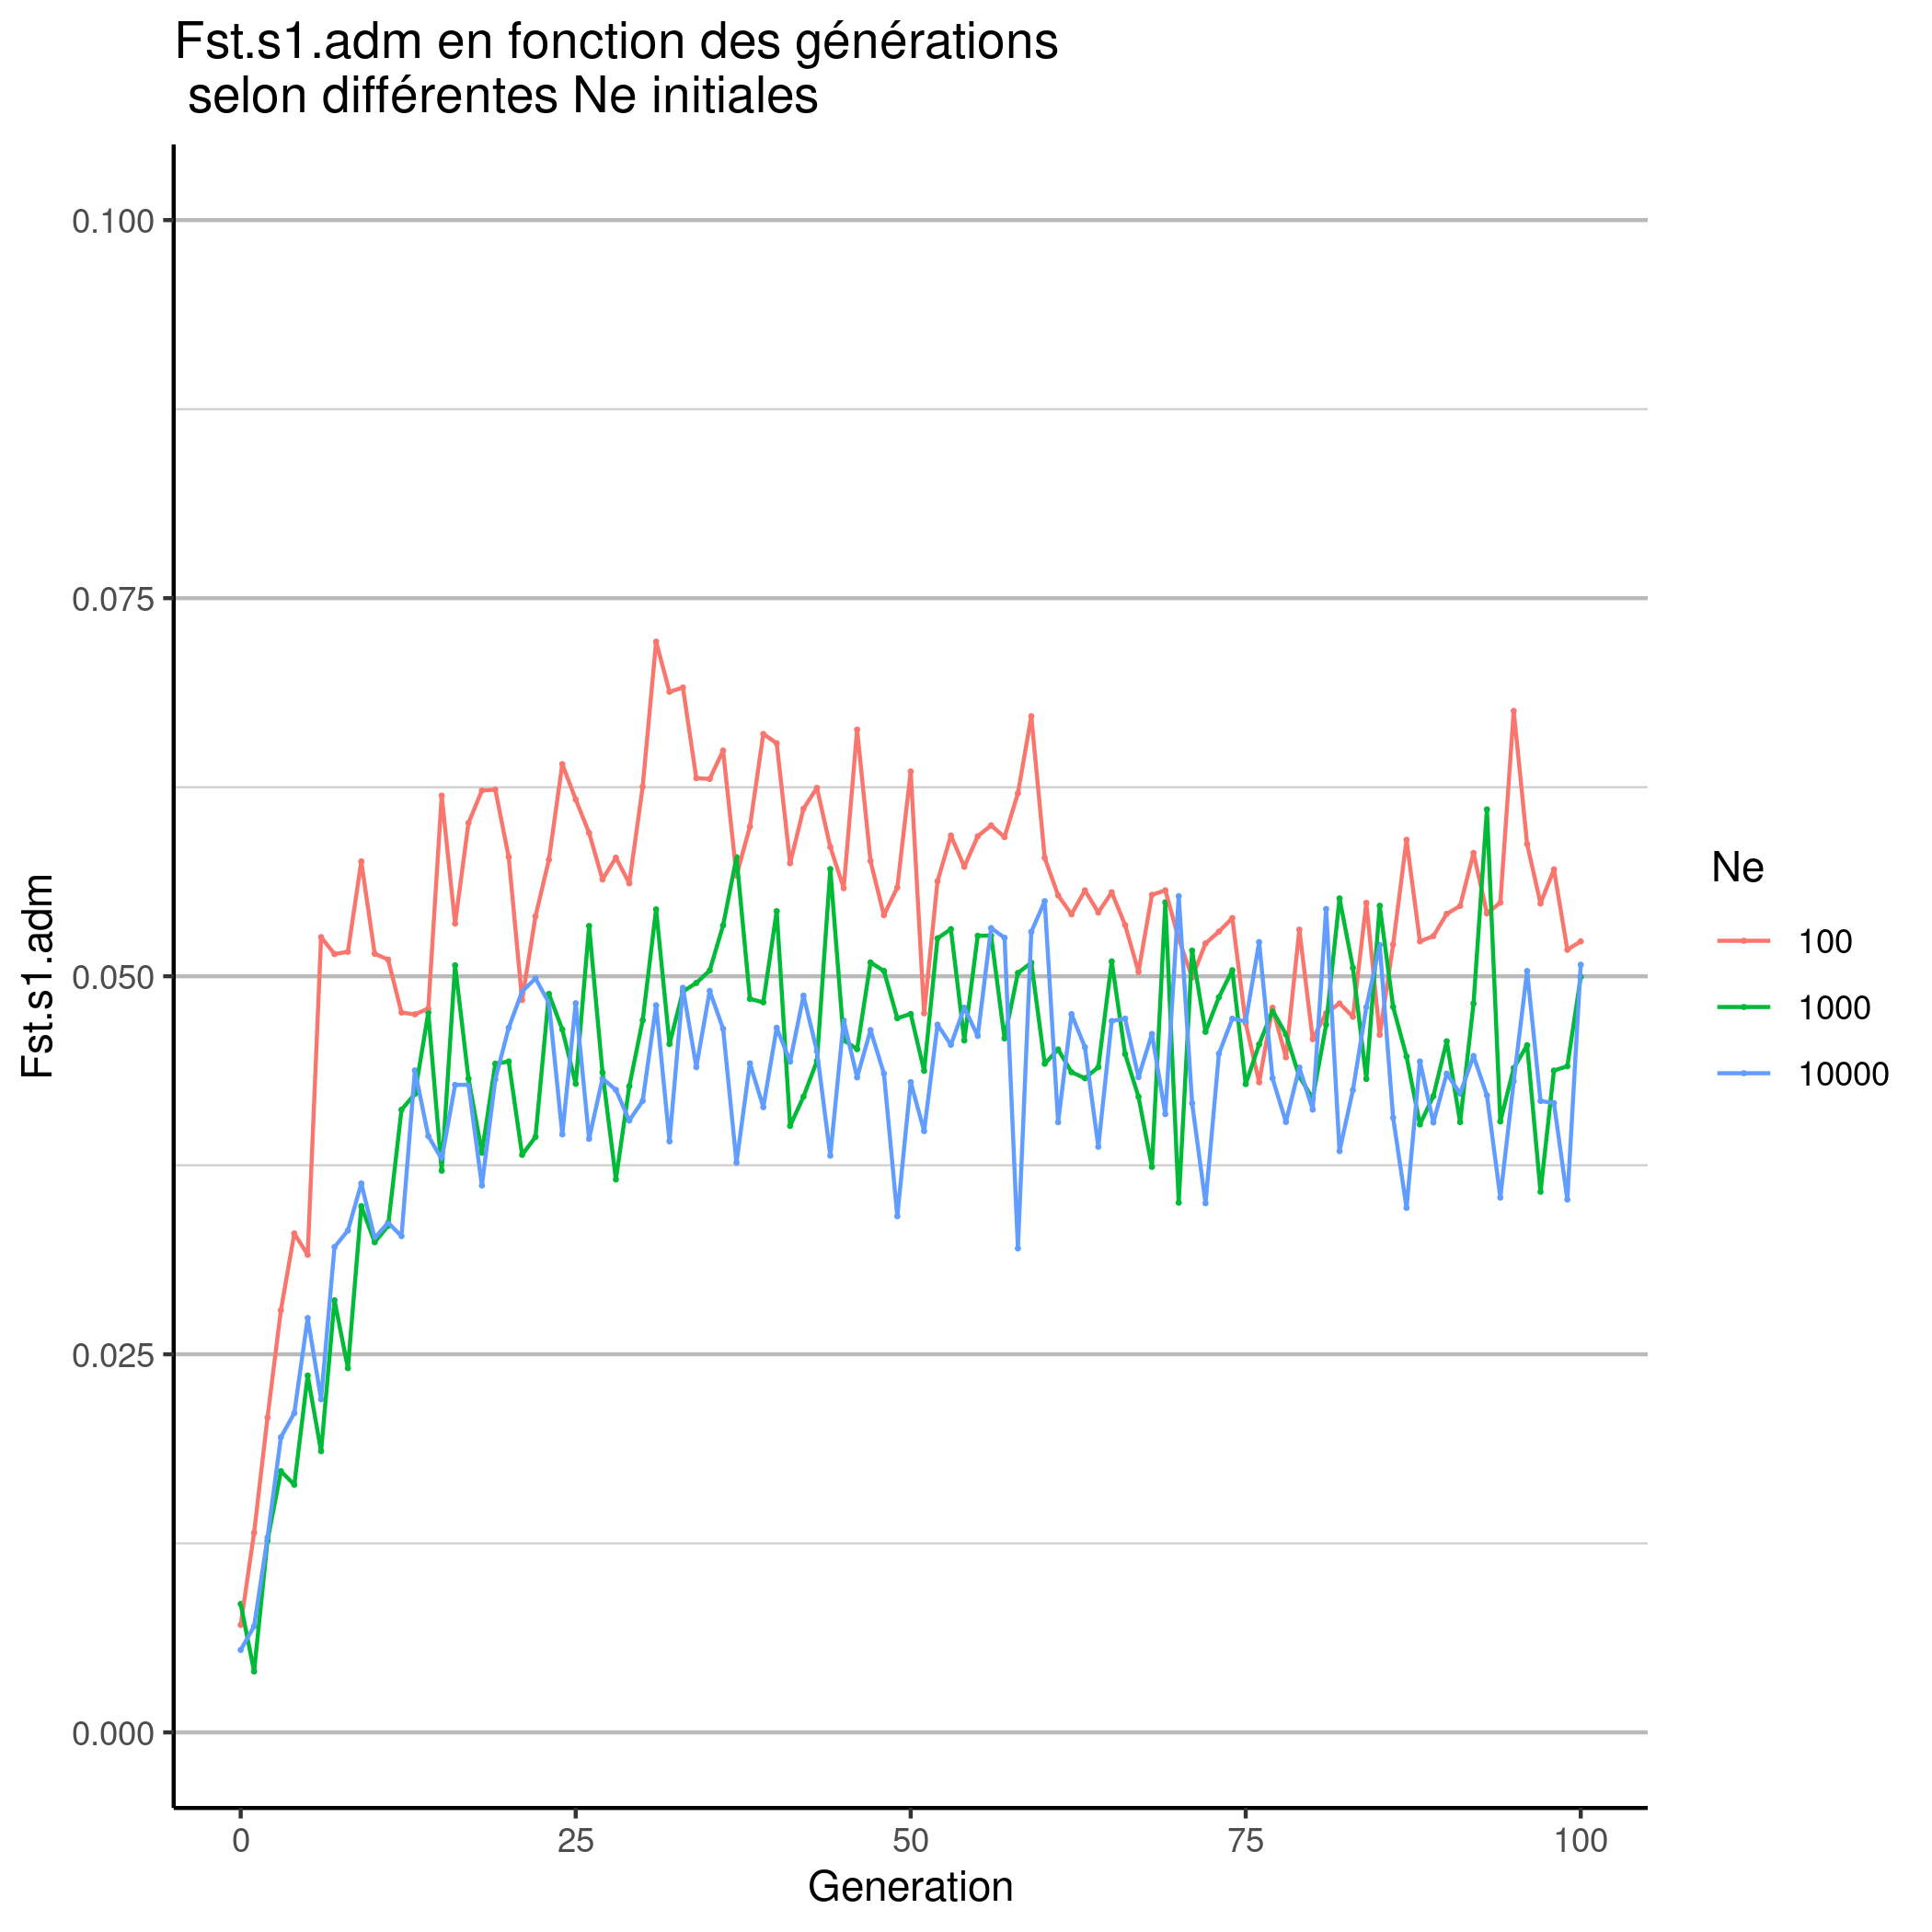 Fst.s1.adm en fonction des générations
selon différentes Ne initiales
0.100
0.075
0.050
0.025
0.000
Fst.s1.adm
0 25 50 75 100
Generation
Ne
100
1000
10000